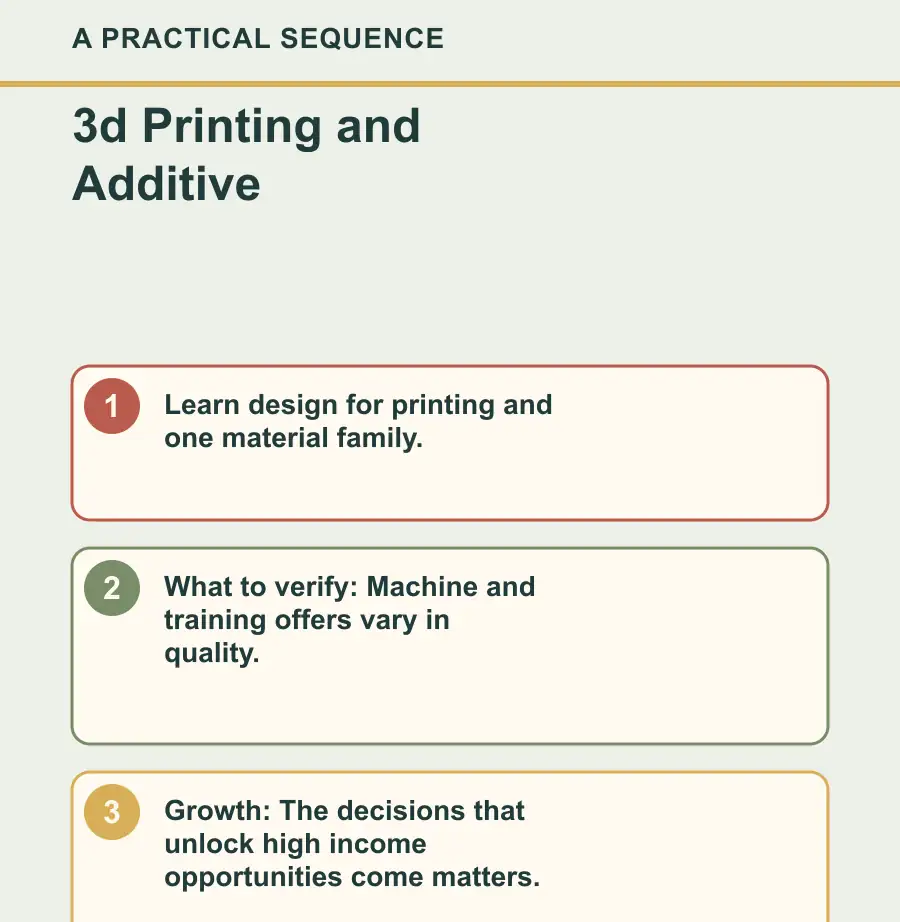 A PRACTICAL SEQUENCE
3d Printing and
Additive
1
Learn design for printing and
one material family.
2
What to verify: Machine and
training offers vary in
quality.
3
Growth: The decisions that
unlock high income
opportunities come matters.